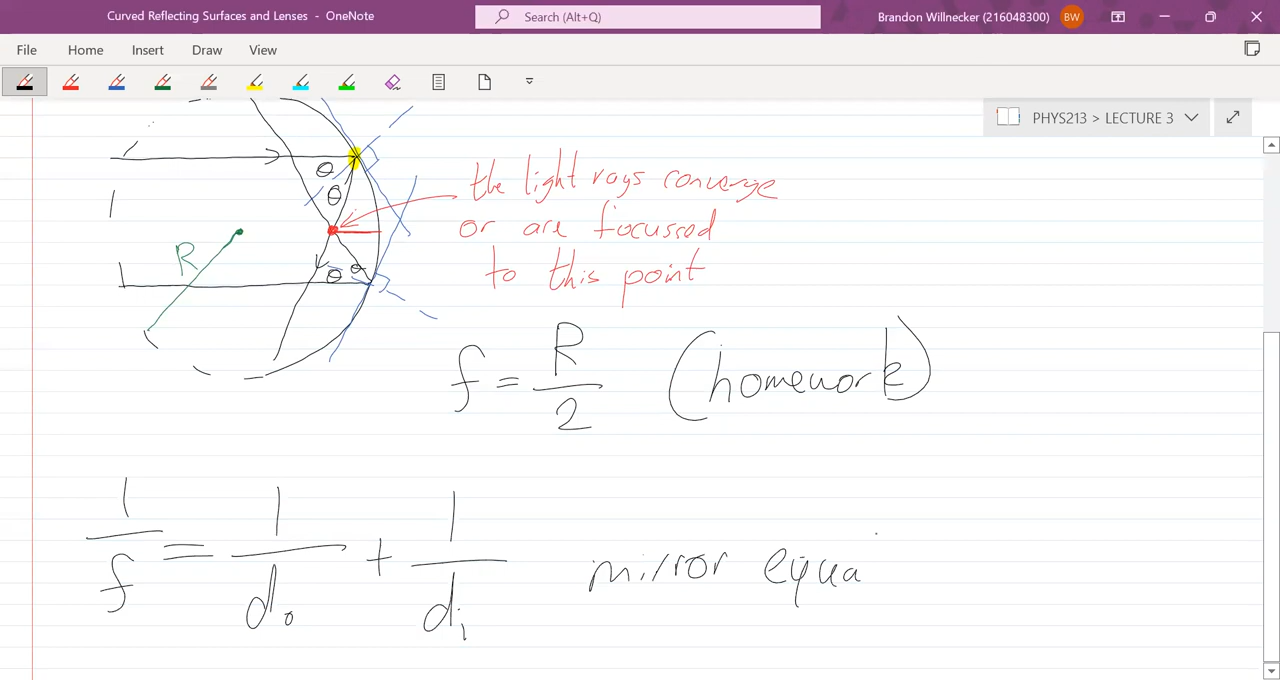 Curved Reflecting Surfaces and Lenses - OneNote
Search (Alt+Q)
Brandon Willnecker (216048300)
BW
File Home Insert Draw View
PHYS213 > LECTURE 3
θ
θ
the light rays converge
or are focussed
to this point
R
θ θ
f = R/2 (homework)
1/f = 1/do + 1/di mirror equa